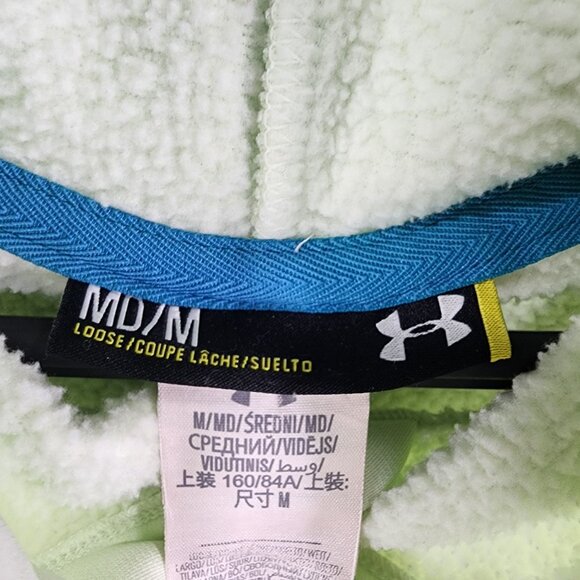 MD/M
LOOSE/COUPE LÂCHE/SUELTO
M/MD/ŚREDNI/MD/
СРЕДНИЙ/VIDĒJS/
VIDUTINIS/وسط/
上装 160/84A/上裝:
尺寸 M